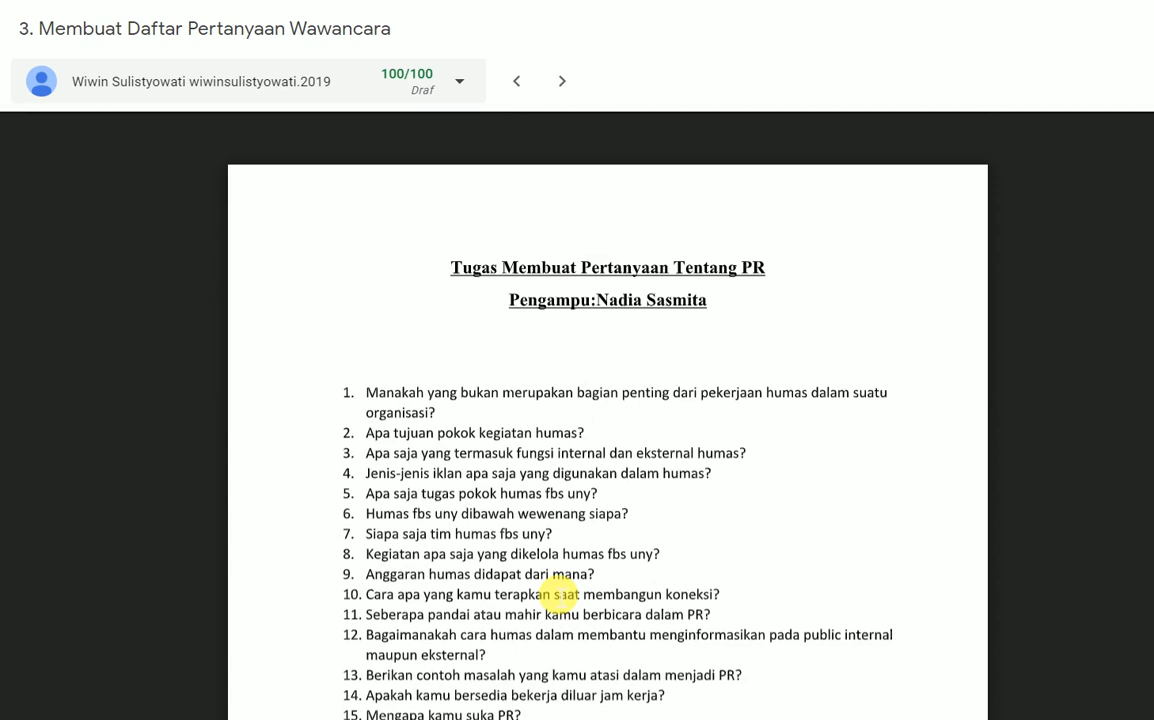 3. Membuat Daftar Pertanyaan Wawancara
Wiwin Sulistyowati wiwinsulistyowati.2019
100/100
Draf
Tugas Membuat Pertanyaan Tentang PR
Pengampu:Nadia Sasmita
1. Manakah yang bukan merupakan bagian penting dari pekerjaan humas dalam suatu
organisasi?
2. Apa tujuan pokok kegiatan humas?
3. Apa saja yang termasuk fungsi internal dan eksternal humas?
4. Jenis-jenis iklan apa saja yang digunakan dalam humas?
5. Apa saja tugas pokok humas fbs uny?
6. Humas fbs uny dibawah wewenang siapa?
7. Siapa saja tim humas fbs uny?
8. Kegiatan apa saja yang dikelola humas fbs uny?
9. Anggaran humas didapat dari mana?
10. Cara apa yang kamu terapkan saat membangun koneksi?
11. Seberapa pandai atau mahir kamu berbicara dalam PR?
12. Bagaimanakah cara humas dalam membantu menginformasikan pada public internal
maupun eksternal?
13. Berikan contoh masalah yang kamu atasi dalam menjadi PR?
14. Apakah kamu bersedia bekerja diluar jam kerja?
15. Mengapa kamu suka PR?